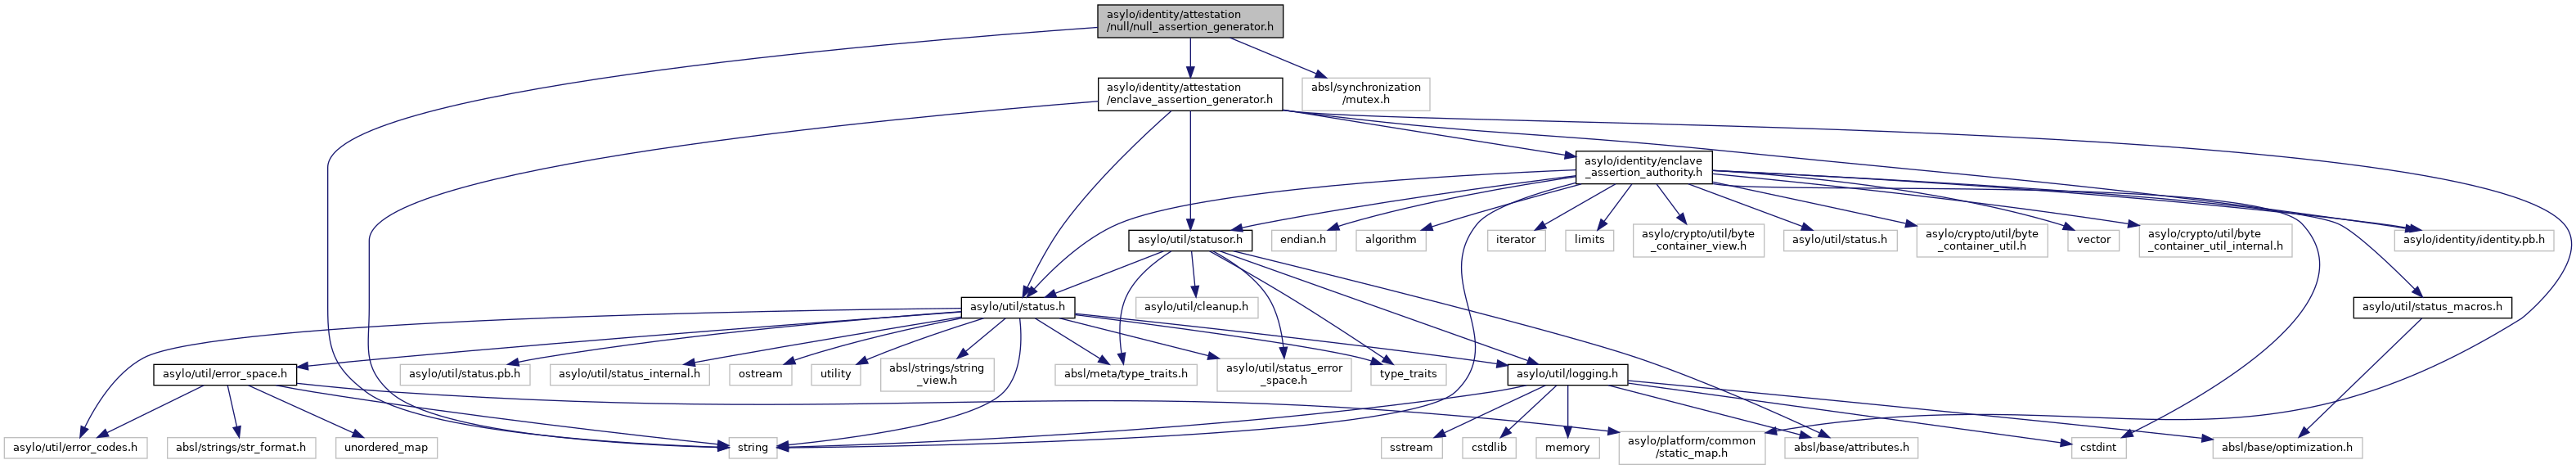 asylo/identity/attestation
/null/null_assertion_generator.h
asylo/identity/attestation
/enclave_assertion_generator.h
absl/synchronization
/mutex.h
asylo/identity/enclave
_assertion_authority.h
asylo/util/statusor.h
endian.h
algorithm
iterator
limits
asylo/crypto/util/byte
_container_view.h
asylo/util/status.h
asylo/crypto/util/byte
_container_util.h
vector
asylo/crypto/util/byte
_container_util_internal.h
asylo/identity/identity.pb.h
asylo/util/status.h
asylo/util/cleanup.h
asylo/util/status_macros.h
asylo/util/error_space.h
asylo/util/status.pb.h
asylo/util/status_internal.h
ostream
utility
absl/strings/string
_view.h
absl/meta/type_traits.h
asylo/util/status_error
_space.h
type_traits
asylo/util/logging.h
asylo/util/error_codes.h
absl/strings/str_format.h
unordered_map
string
sstream
cstdlib
memory
asylo/platform/common
/static_map.h
absl/base/attributes.h
cstdint
absl/base/optimization.h